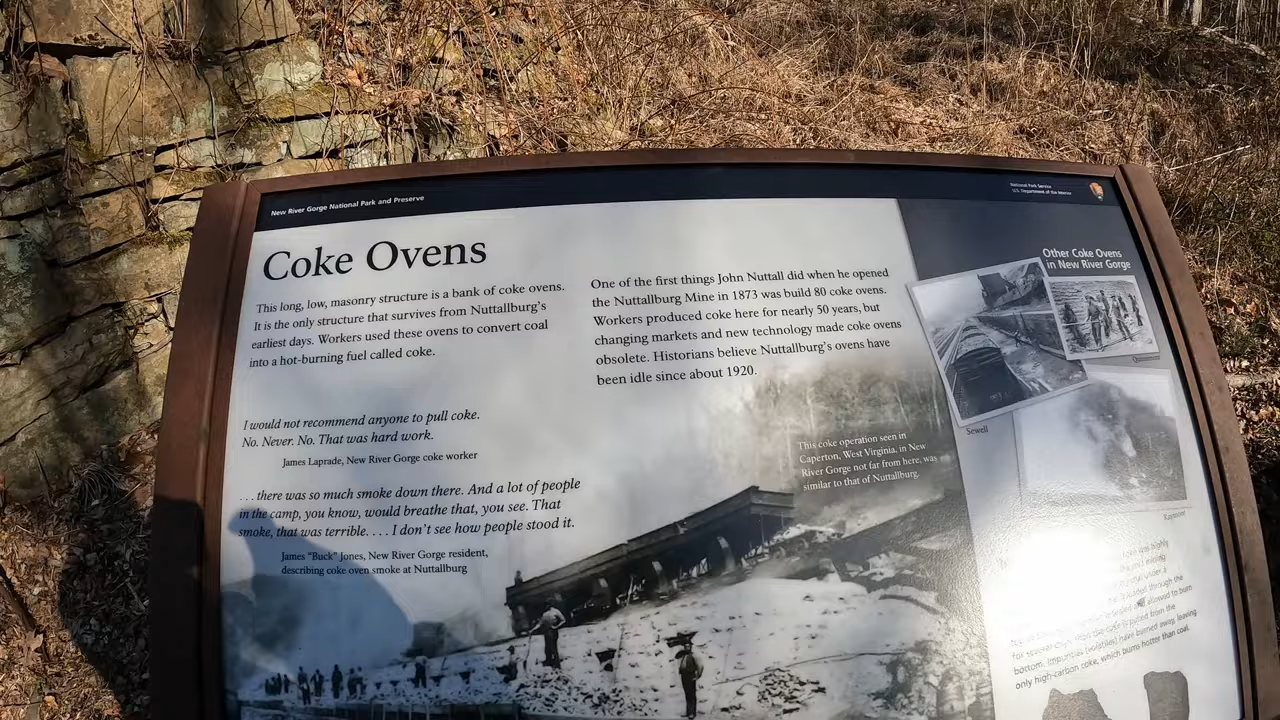 New River Gorge National Park and Preserve
National Park Service
U.S. Department of the Interior
Coke Ovens
This long, low, masonry structure is a bank of coke ovens.
It is the only structure that survives from Nuttallburg's
earliest days. Workers used these ovens to convert coal
into a hot-burning fuel called coke.
I would not recommend anyone to pull coke.
No. Never. No. That was hard work.
James Laprade, New River Gorge coke worker
. . . there was so much smoke down there. And a lot of people
in the camp, you know, would breathe that, you see. That
smoke, that was terrible. . . . I don't see how people stood it.
James "Buck" Jones, New River Gorge resident,
describing coke oven smoke at Nuttallburg
One of the first things John Nuttall did when he opened
the Nuttallburg Mine in 1873 was build 80 coke ovens.
Workers produced coke here for nearly 50 years, but
changing markets and new technology made coke ovens
obsolete. Historians believe Nuttallburg's ovens have
been idle since about 1920.
This coke operation seen in
Caperton, West Virginia, in New
River Gorge not far from here, was
similar to that of Nuttallburg.
Other Coke Ovens
in New River Gorge
Sewell
through the
allowed to burn
for several from the
bottom. Impurities (volatiles) have burned away, leaving
only high-carbon coke, which burns hotter than coal.